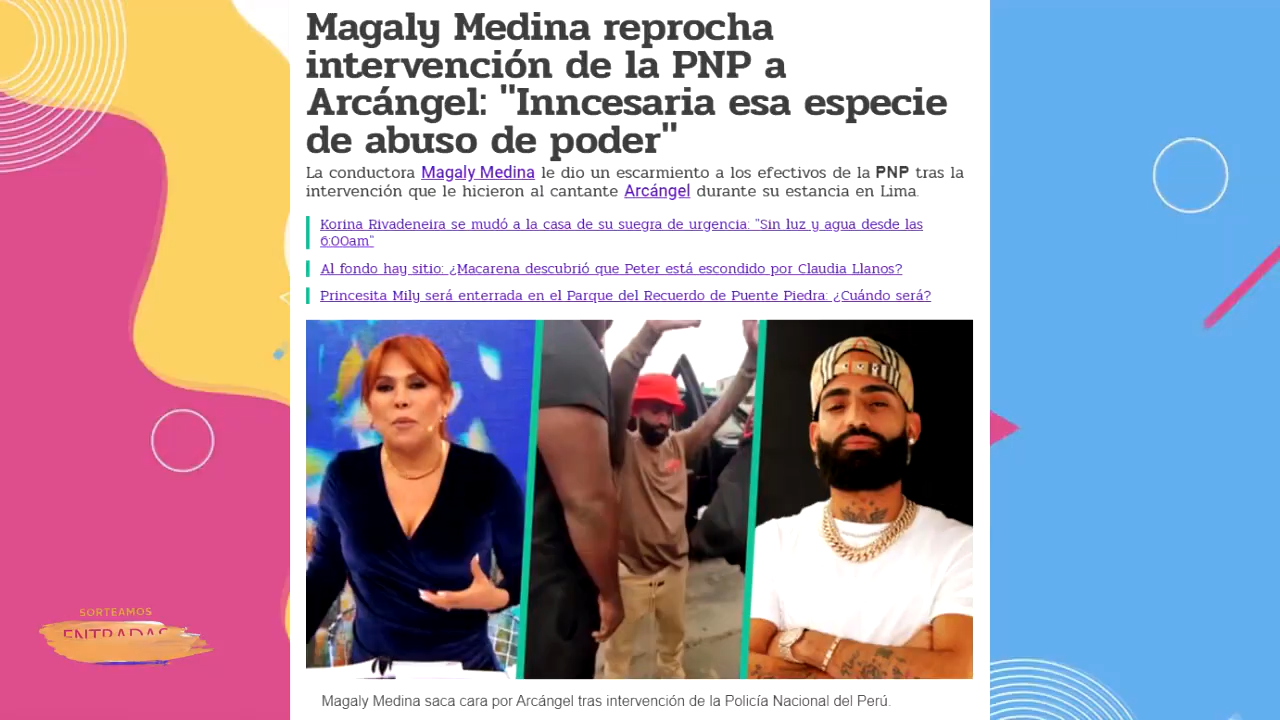 Magaly Medina reprocha
intervención de la PNP a
Arcángel: "Inncesaria esa especie
de abuso de poder"
La conductora Magaly Medina le dio un escarmiento a los efectivos de la PNP tras la
intervención que le hicieron al cantante Arcángel durante su estancia en Lima.
Korina Rivadeneira se mudó a la casa de su suegra de urgencia: "Sin luz y agua desde las
6:00am"
Al fondo hay sitio: ¿Macarena descubrió que Peter está escondido por Claudia Llanos?
Princesita Mily será enterrada en el Parque del Recuerdo de Puente Piedra: ¿Cuándo será?
SORTEAMOS
ENTRADAS
Magaly Medina saca cara por Arcángel tras intervención de la Policía Nacional del Perú.